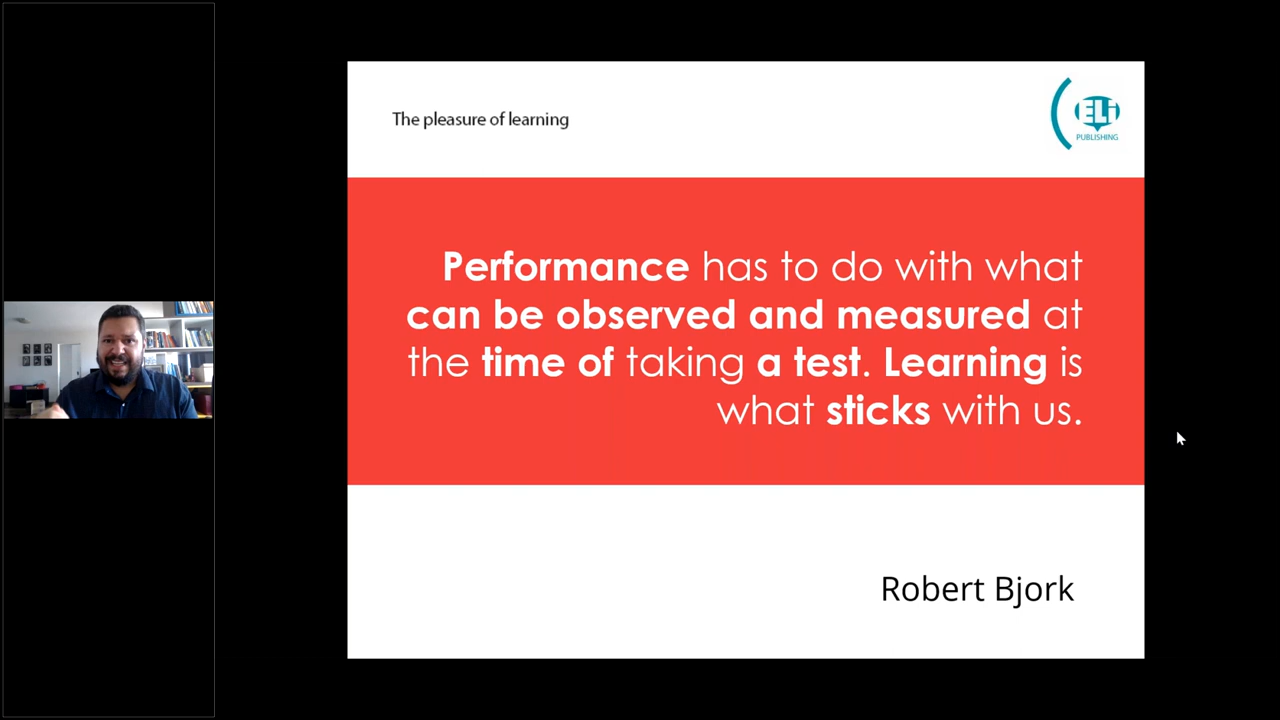 The pleasure of learning
ELi
PUBLISHING
Performance has to do with what
can be observed and measured at
the time of taking a test. Learning is
what sticks with us.
Robert Bjork